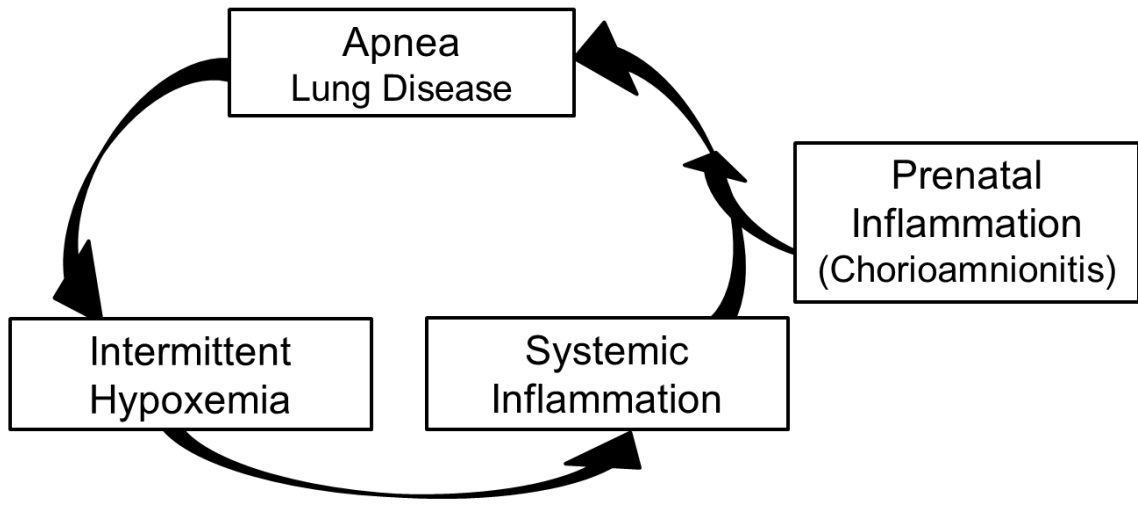 Apnea
Lung Disease
Prenatal
Inflammation
(Chorioamnionitis)
Intermittent
Hypoxemia
Systemic
Inflammation